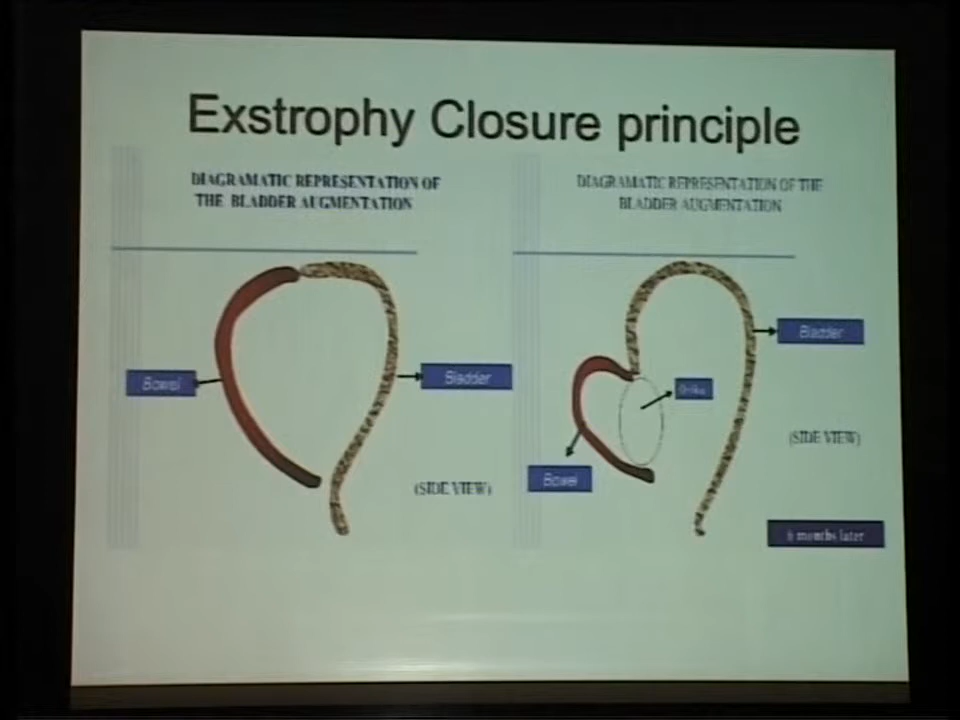 Exstrophy Closure principle
DIAGRAMATIC REPRESENTATION OF
THE BLADDER AUGMENTATION
Bowel
Bladder
(SIDE VIEW)
DIAGRAMATIC REPRESENTATION OF THE
BLADDER AUGMENTATION
Bladder
Bowel
(SIDE VIEW)
6 months later